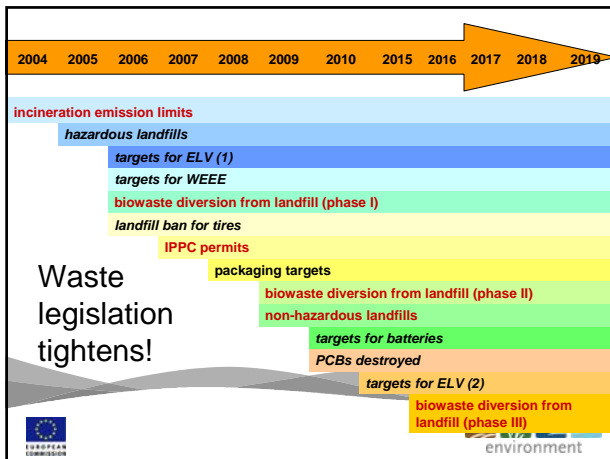 2004 2005 2006 2007 2008 2009 2010 2015 2016 2017 2018 2019
incineration emission limits
hazardous landfills
targets for ELV (1)
targets for WEEE
biowaste diversion from landfill (phase I)
landfill ban for tires
IPPC permits
packaging targets
biowaste diversion from landfill (phase II)
non-hazardous landfills
targets for batteries
PCBs destroyed
targets for ELV (2)
biowaste diversion from
landfill (phase III)
Waste
legislation
tightens!
EUROPEAN
COMMISSION
environment